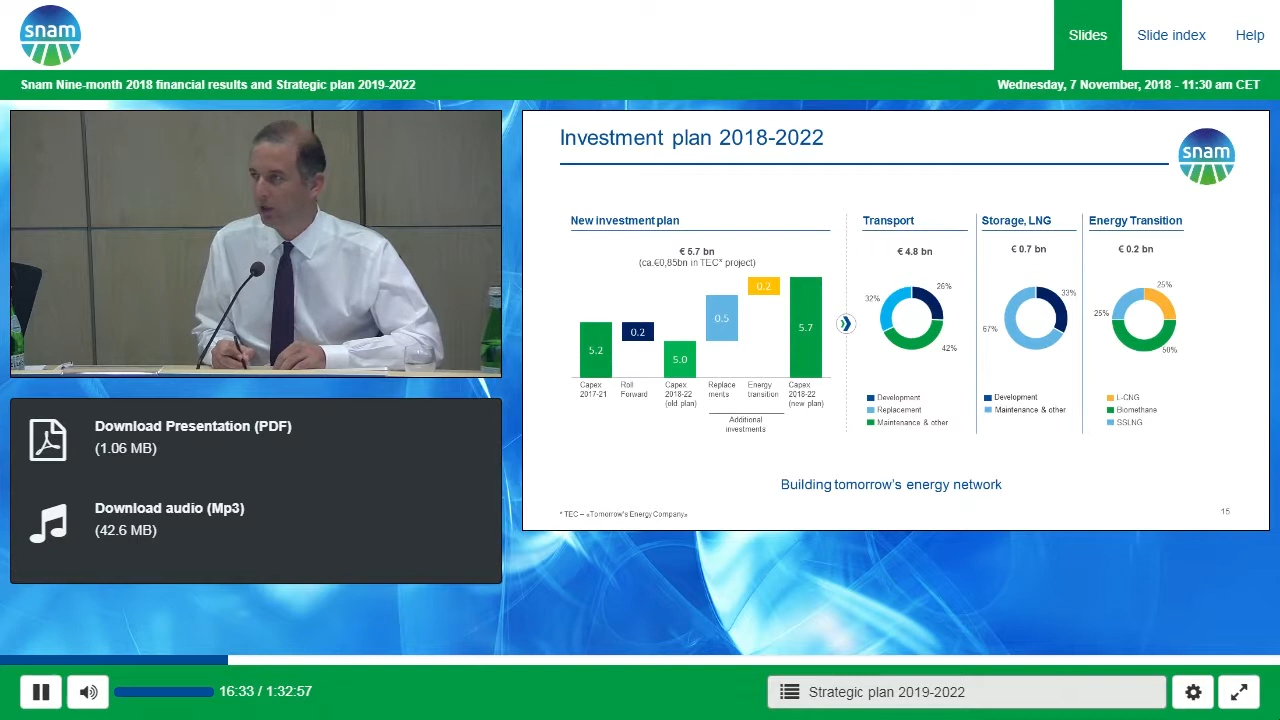 snam
Slides
Slide index
Help
Snam Nine-month 2018 financial results and Strategic plan 2019-2022
Wednesday, 7 November, 2018 - 11:30 am CET
Download Presentation (PDF)
(1.06 MB)
Download audio (Mp3)
(42.6 MB)
Investment plan 2018-2022
snam
New investment plan
€ 5.7 bn
(ca.€0,85bn in TEC* project)
5.2
0.2
5.0
0.5
0.2
5.7
Capex
2017-21
Roll
Forward
Capex
2018-22
(old plan)
Replace
ments
Energy
transition
Capex
2018-22
(new plan)
Additional
investments
Transport
€ 4.8 bn
32%
26%
42%
Development
Replacement
Maintenance & other
Storage, LNG
€ 0.7 bn
33%
67%
Development
Maintenance & other
Energy Transition
€ 0.2 bn
25%
25%
50%
L-CNG
Biomethane
SSLNG
Building tomorrow's energy network
* TEC – «Tomorrow's Energy Company»
15
16:33 / 1:32:57
Strategic plan 2019-2022